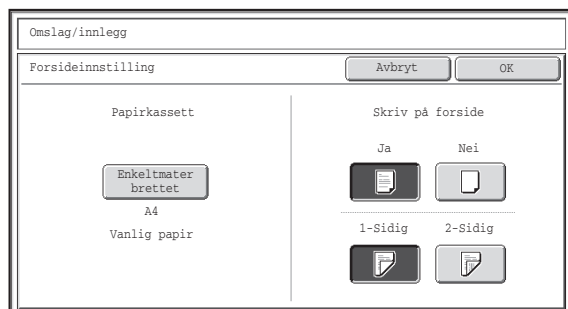 Omslag/innlegg
Forsideinnstilling
Avbryt
OK
Papirkassett
Enkeltmater
brettet
A4
Vanlig papir
Skriv på forside
Ja Nei
1-Sidig 2-Sidig